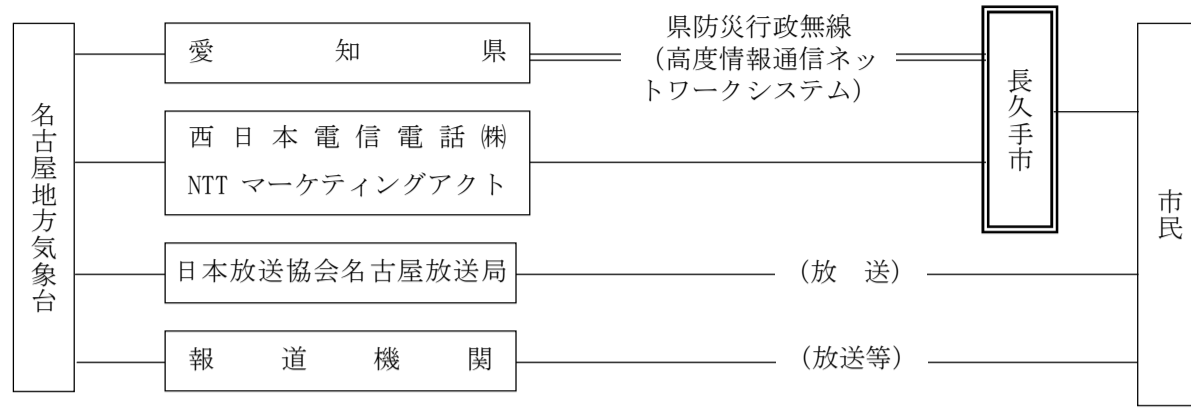 名古屋地方気象台
愛知県
県防災行政無線
（高度情報通信ネッ
トワークシステム）
長久手市
西日本電信電話㈱
NTT マーケティングアクト
市民
日本放送協会名古屋放送局
（放　送）
報道機関
（放送等）